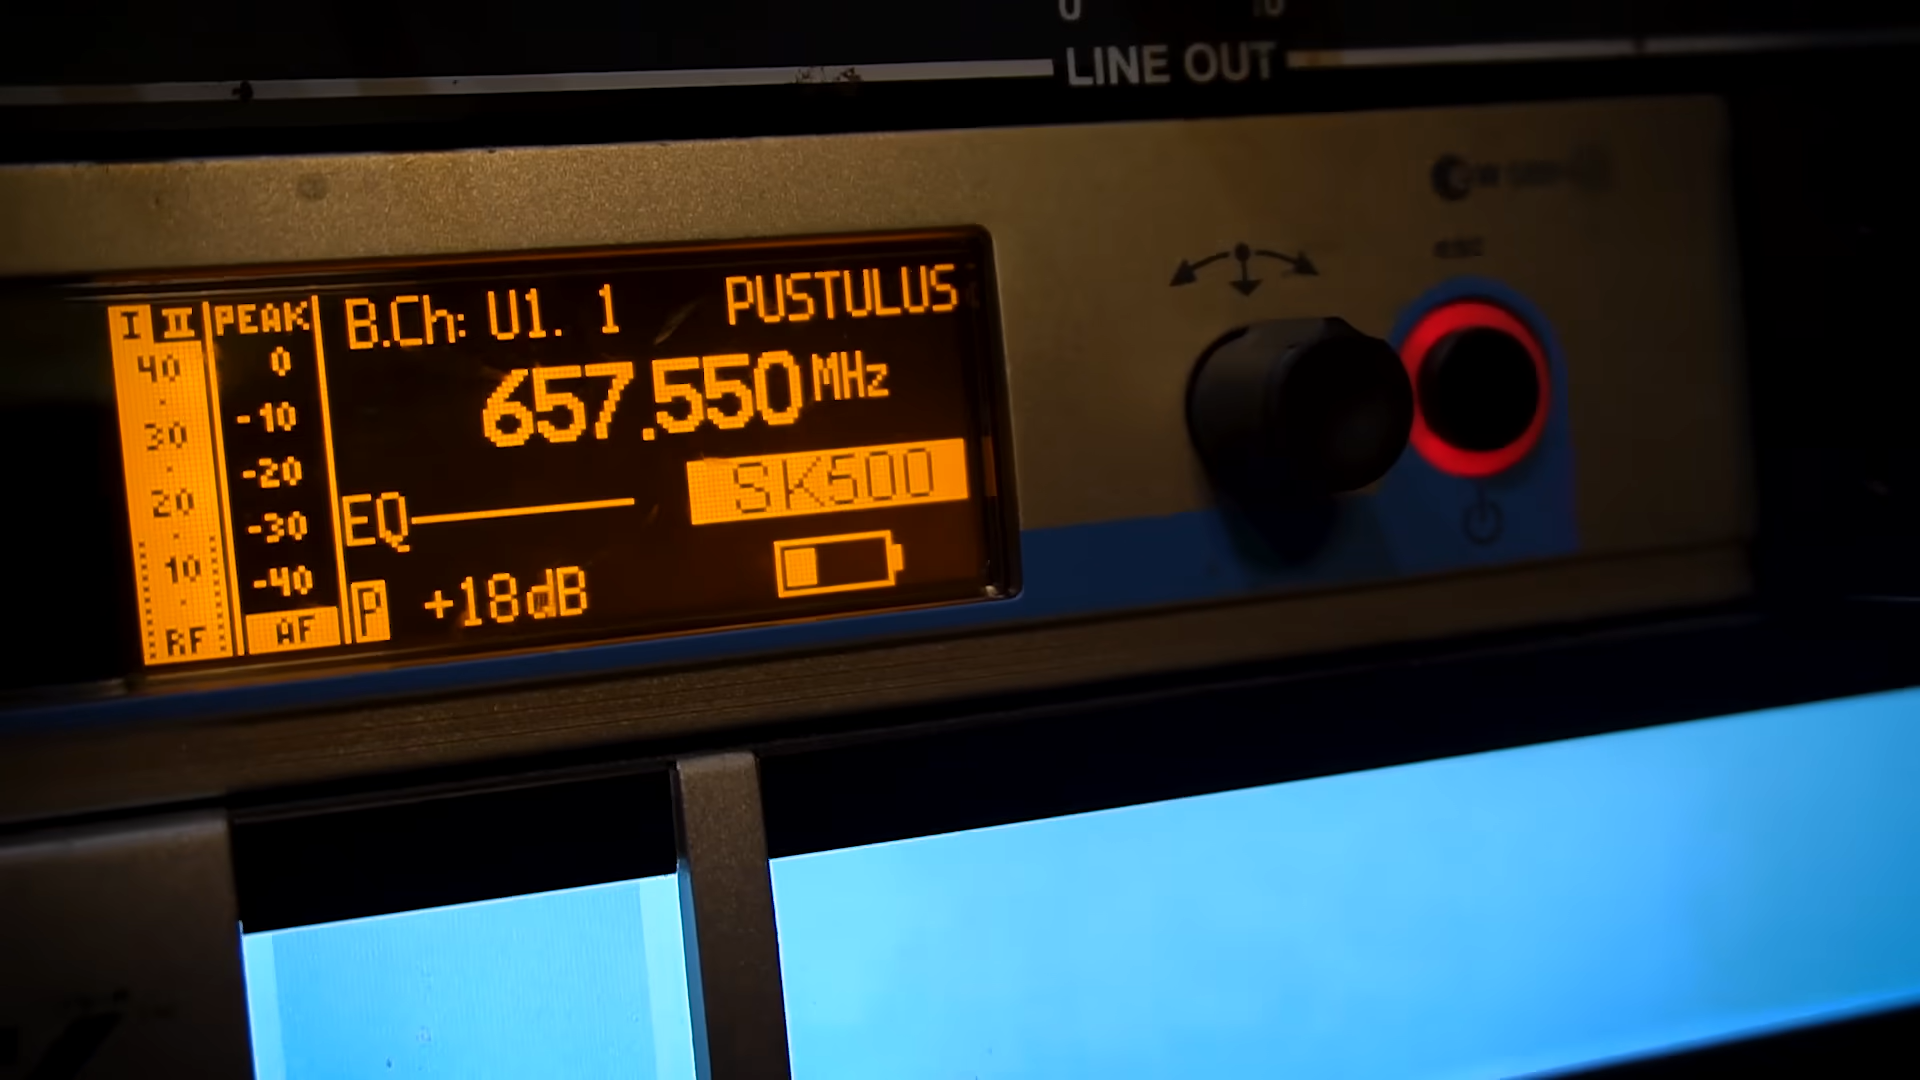 LINE OUT
I II PEAK B.Ch: U1. 1 PUSTULUS
40 0 657.550 MHz
-10
30
-20 SK500
20
-30 EQ
10
-40
RF AF P +18dB
esc